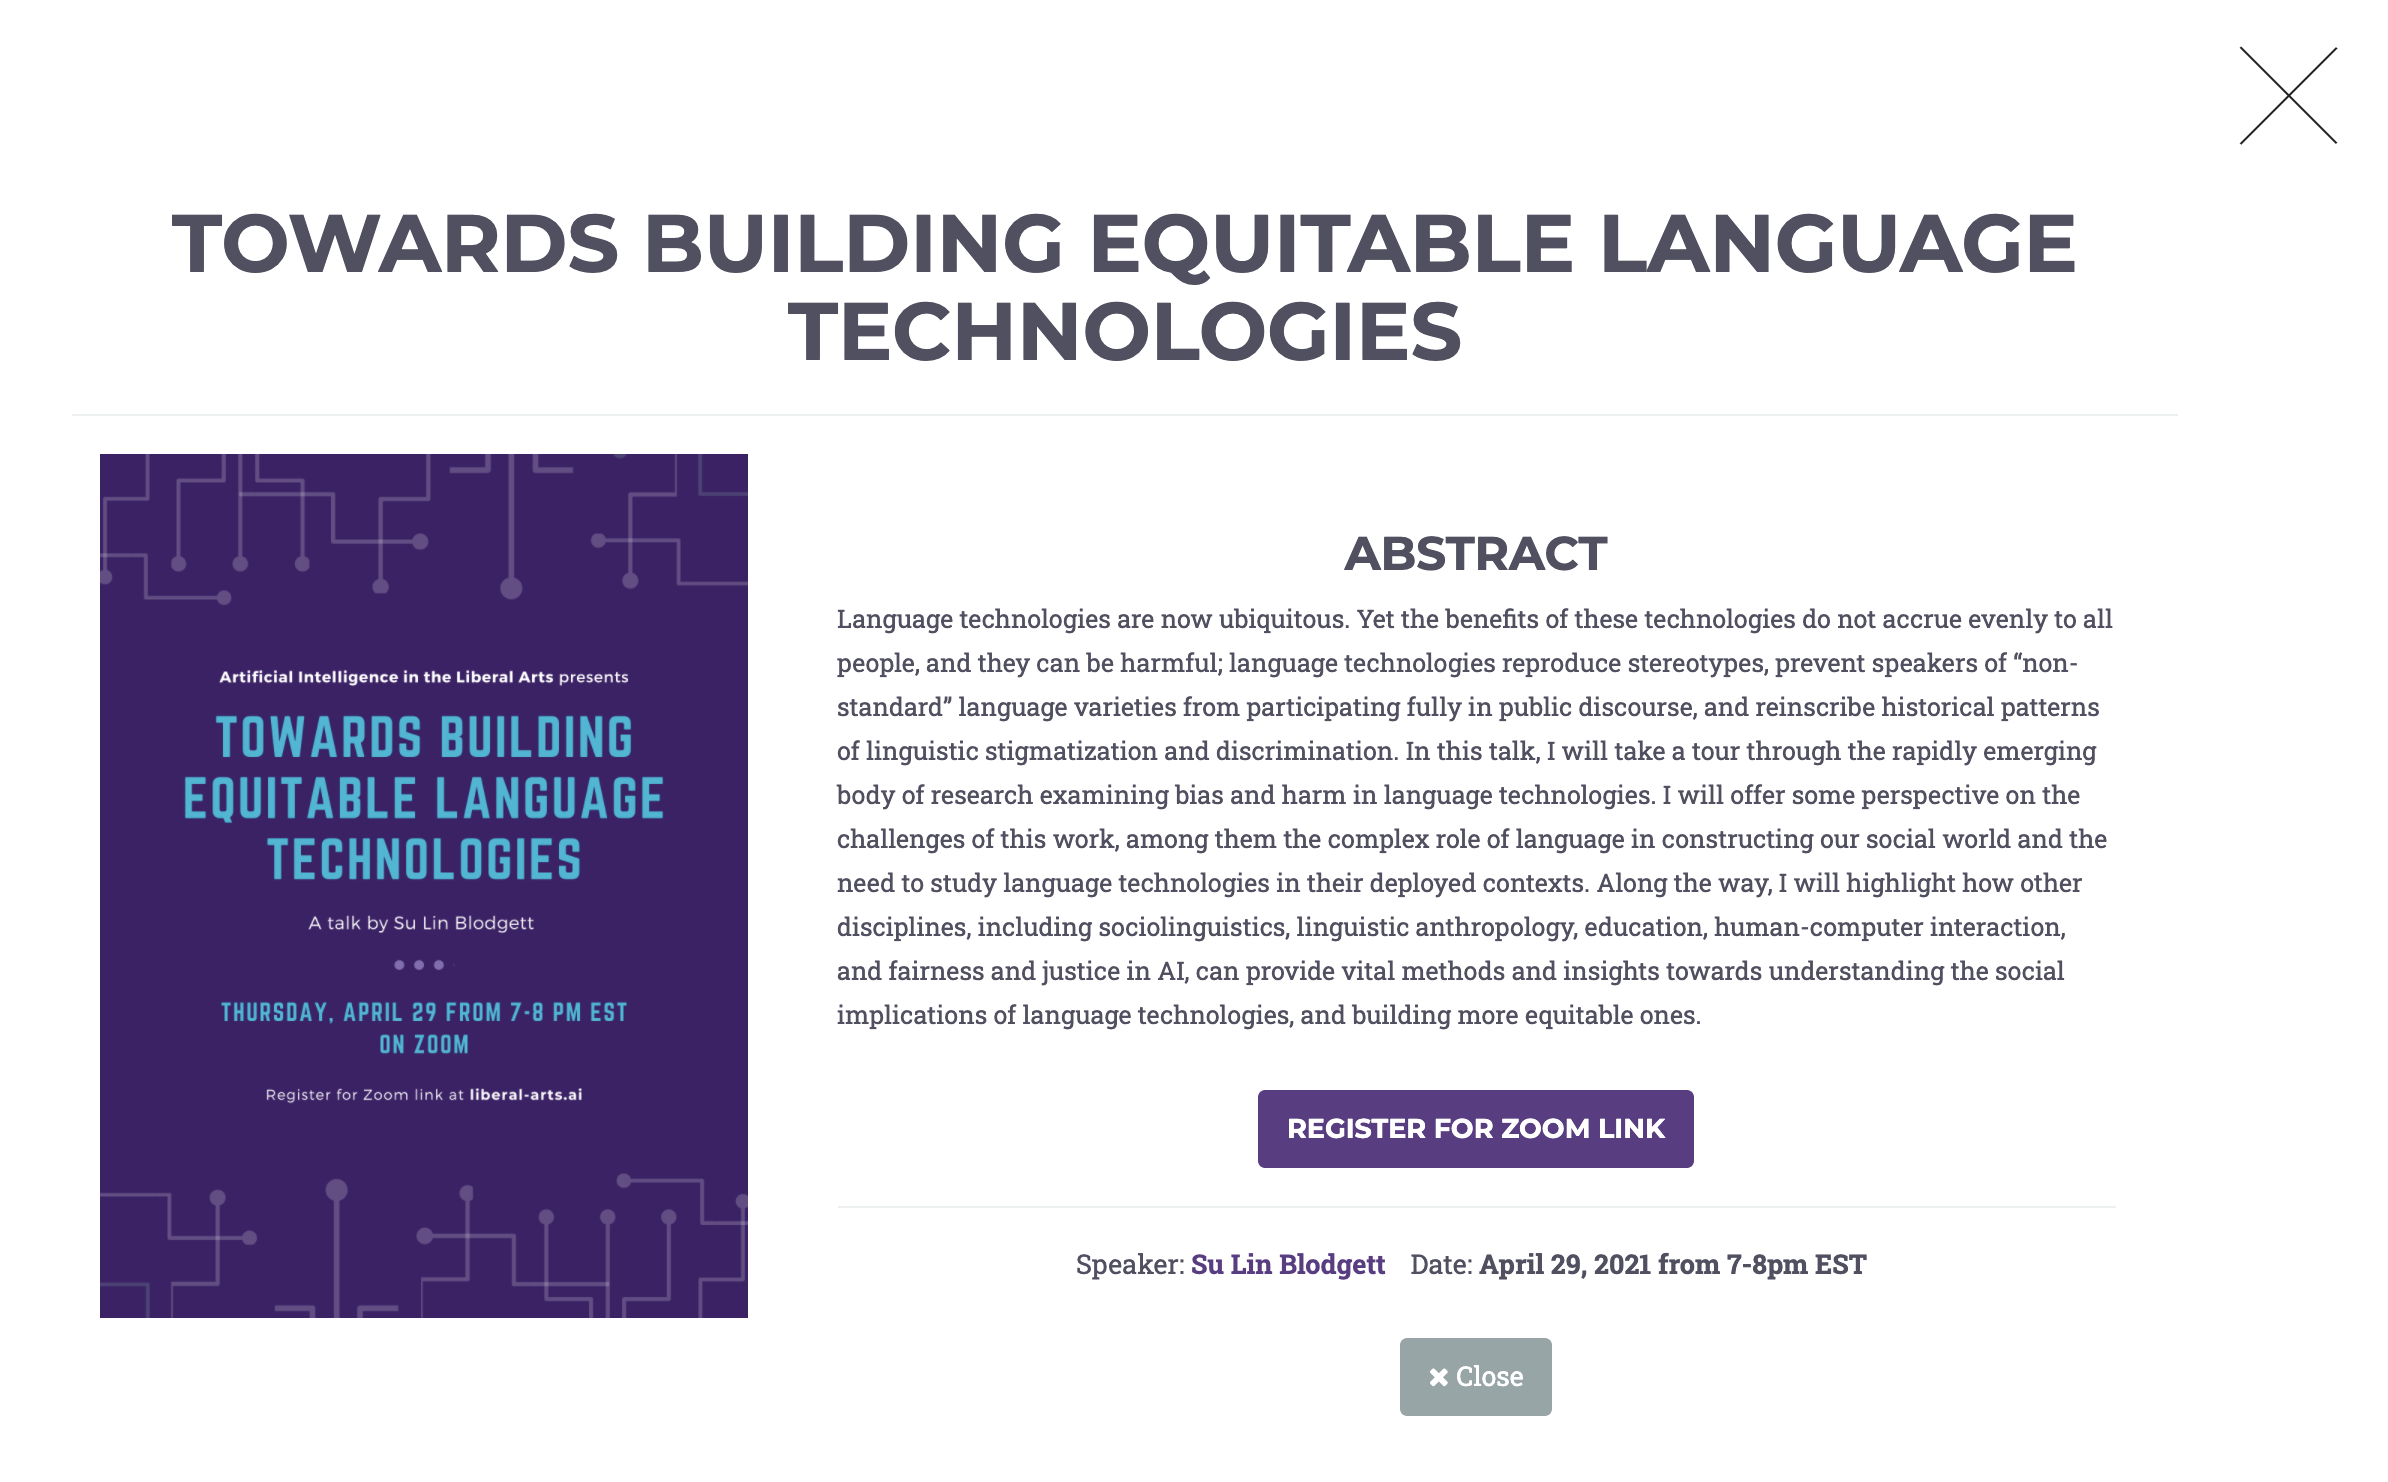 TOWARDS BUILDING EQUITABLE LANGUAGE
TECHNOLOGIES
Artificial Intelligence in the Liberal Arts presents
TOWARDS BUILDING
EQUITABLE LANGUAGE
TECHNOLOGIES
A talk by Su Lin Blodgett
THURSDAY, APRIL 29 FROM 7-8 PM EST
ON ZOOM
Register for Zoom link at liberal-arts.ai
ABSTRACT
Language technologies are now ubiquitous. Yet the benefits of these technologies do not accrue evenly to all
people, and they can be harmful; language technologies reproduce stereotypes, prevent speakers of “non-
standard” language varieties from participating fully in public discourse, and reinscribe historical patterns
of linguistic stigmatization and discrimination. In this talk, I will take a tour through the rapidly emerging
body of research examining bias and harm in language technologies. I will offer some perspective on the
challenges of this work, among them the complex role of language in constructing our social world and the
need to study language technologies in their deployed contexts. Along the way, I will highlight how other
disciplines, including sociolinguistics, linguistic anthropology, education, human-computer interaction,
and fairness and justice in AI, can provide vital methods and insights towards understanding the social
implications of language technologies, and building more equitable ones.
REGISTER FOR ZOOM LINK
Speaker: Su Lin Blodgett Date: April 29, 2021 from 7-8pm EST
Close